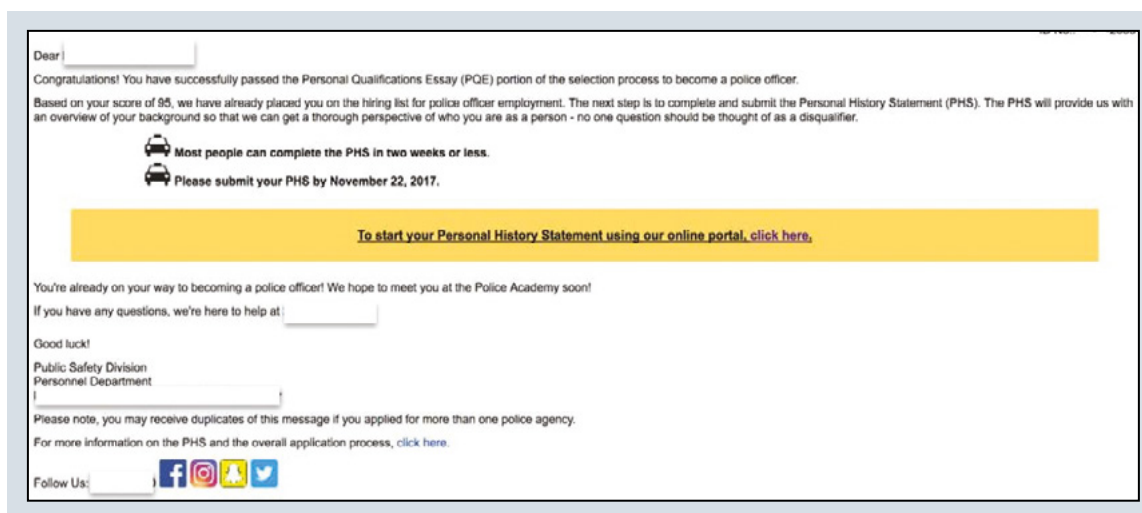 Dear
Congratulations! You have successfully passed the Personal Qualifications Essay (PQE) portion of the selection process to become a police officer.
Based on your score of 95, we have already placed you on the hiring list for police officer employment. The next step is to complete and submit the Personal History Statement (PHS). The PHS will provide us with
an overview of your background so that we can get a thorough perspective of who you are as a person - no one question should be thought of as a disqualifier.
Most people can complete the PHS in two weeks or less.
Please submit your PHS by November 22, 2017.
To start your Personal History Statement using our online portal, click here.
You're already on your way to becoming a police officer! We hope to meet you at the Police Academy soon!
If you have any questions, we're here to help at
Good luck!
Public Safety Division
Personnel Department
Please note, you may receive duplicates of this message if you applied for more than one police agency.
For more information on the PHS and the overall application process, click here.
Follow Us: